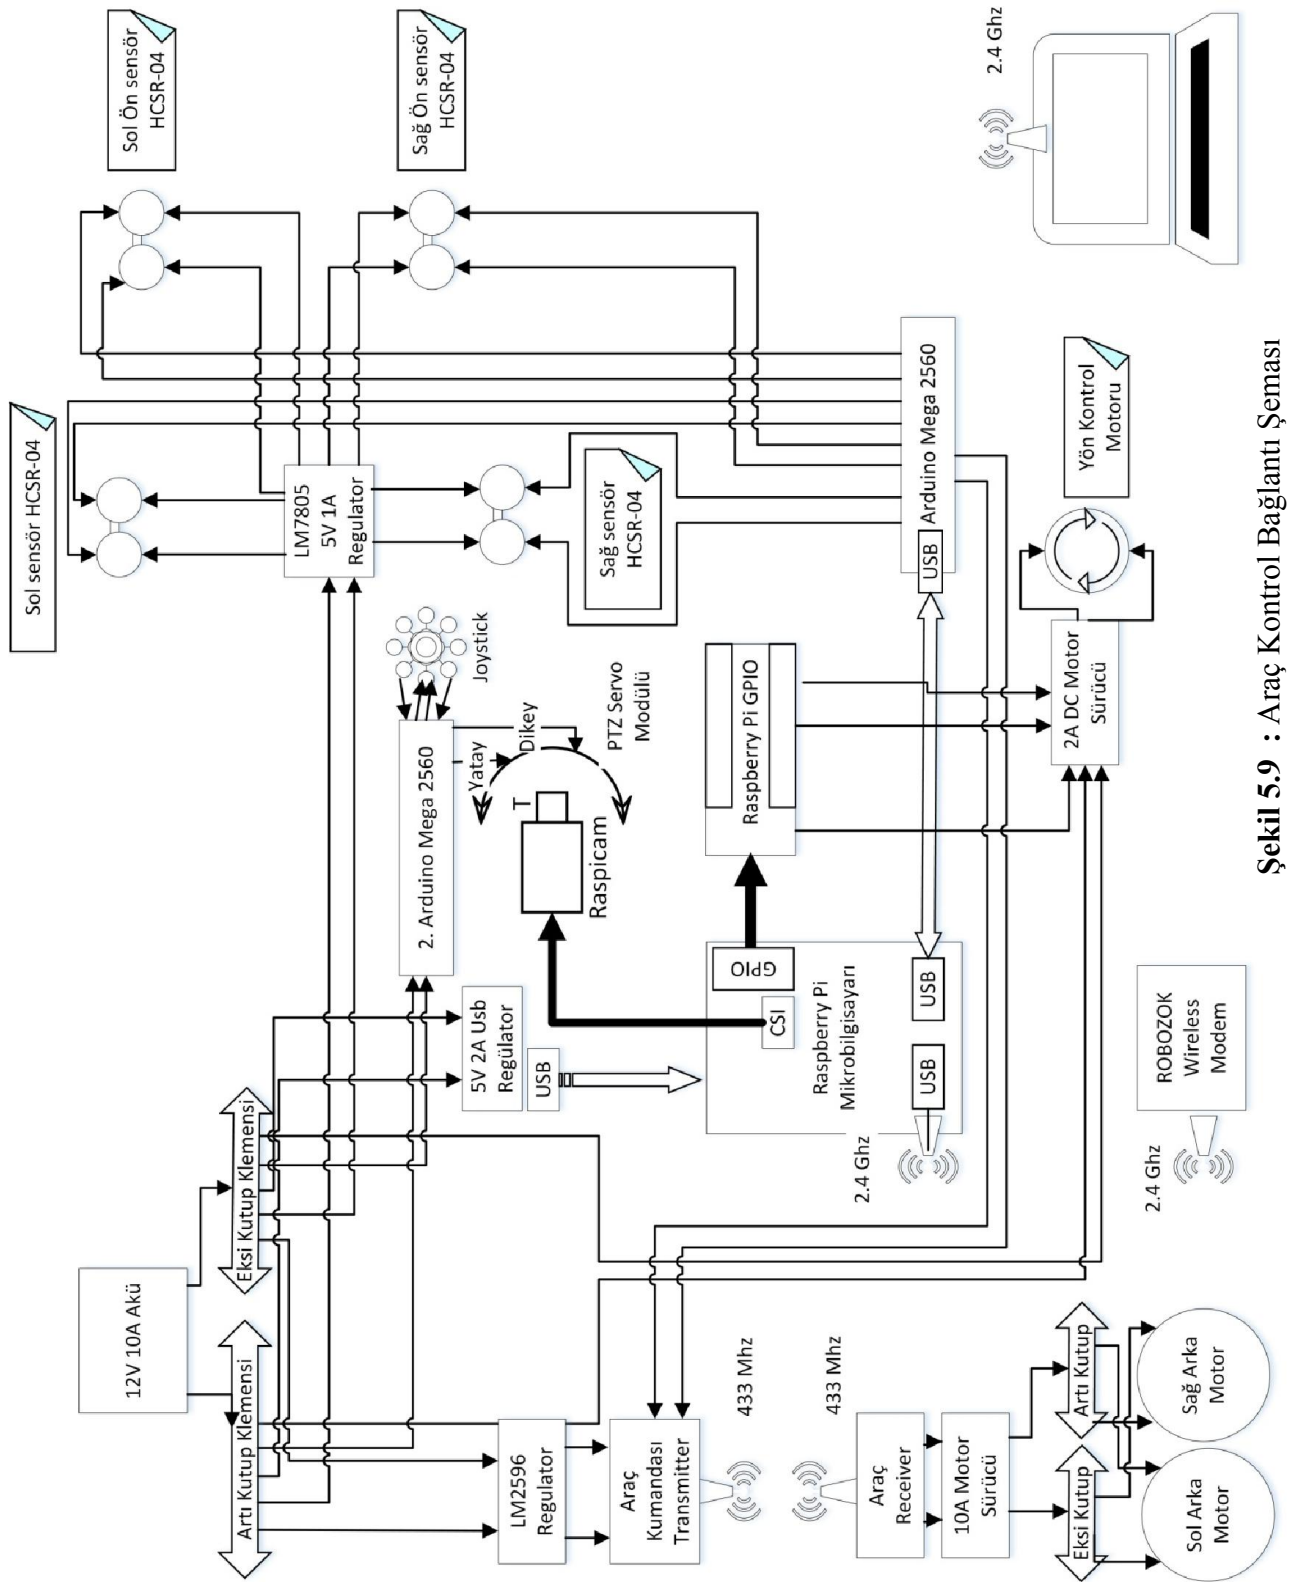 Sol Ön sensör
HCSR-04
Sağ Ön sensör
HCSR-04
2.4 Ghz
Sol sensör HCSR-04
LM7805
5V 1A
Regulator
Sağ sensör
HCSR-04
Arduino Mega 2560
USB
Yön Kontrol
Motoru
Joystick
2. Arduino Mega 2560
Yatay
Dikey
PTZ Servo
Modülü
T
Raspicam
Raspberry Pi GPIO
2A DC Motor
Sürücü
5V 2A Usb
Regülator
USB
GPIO
CSI
Raspberry Pi
Mikrobilgisayarı
USB
USB
2.4 Ghz
ROBOZOK
Wireless
Modem
2.4 Ghz
12V 10A Akü
Eksi Kutup Klemensi
Artı Kutup Klemensi
LM2596
Regulator
Araç
Kumandası
Transmitter
433 Mhz
433 Mhz
Araç
Receiver
10A Motor
Sürücü
Artı Kutup
Eksi Kutup
Sağ Arka
Motor
Sol Arka
Motor
Şekil 5.9 : Araç Kontrol Bağlantı Şeması